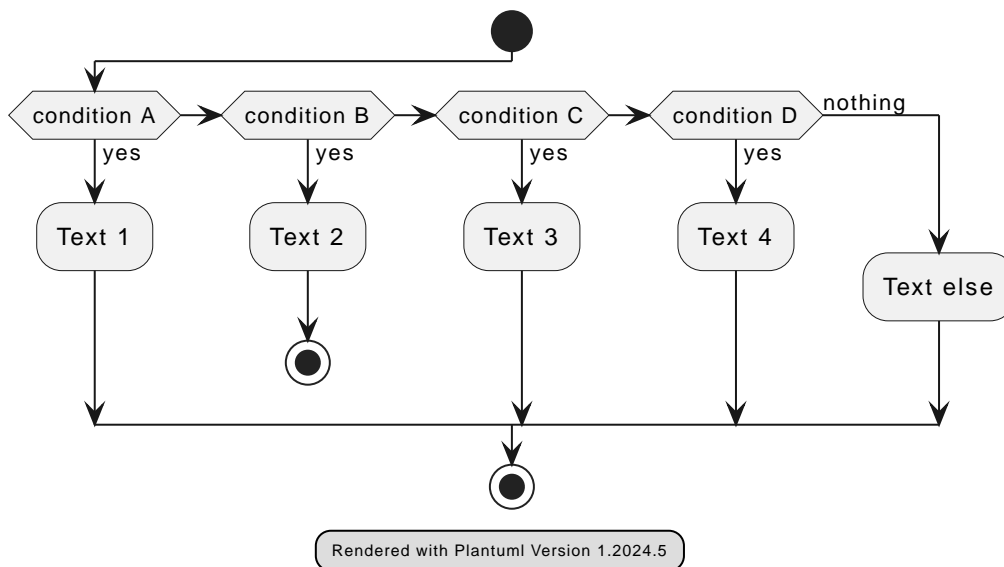 condition A
condition B
condition C
condition D
nothing
yes
yes
yes
yes
Text 1
Text 2
Text 3
Text 4
Text else
Rendered with Plantuml Version 1.2024.5